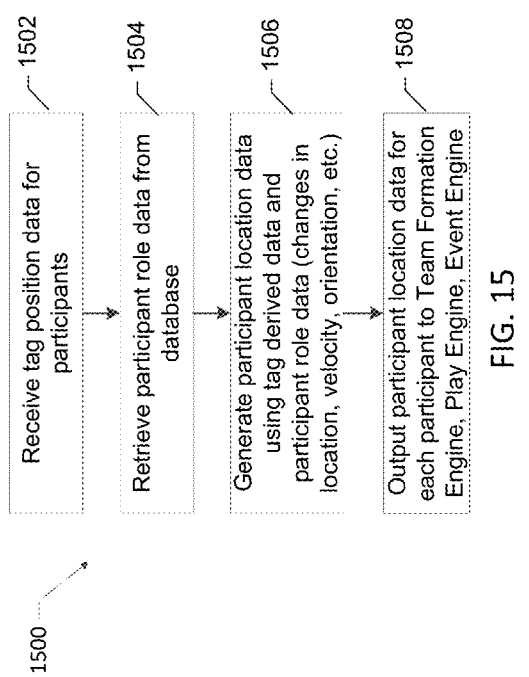 1500
Receive tag position data for
participants
1502
Retrieve participant role data from
database
1504
Generate participant location data
using tag derived data and
participant role data (changes in
location, velocity, orientation, etc.)
1506
Output participant location data for
each participant to Team Formation
Engine, Play Engine, Event Engine
1508
FIG. 15